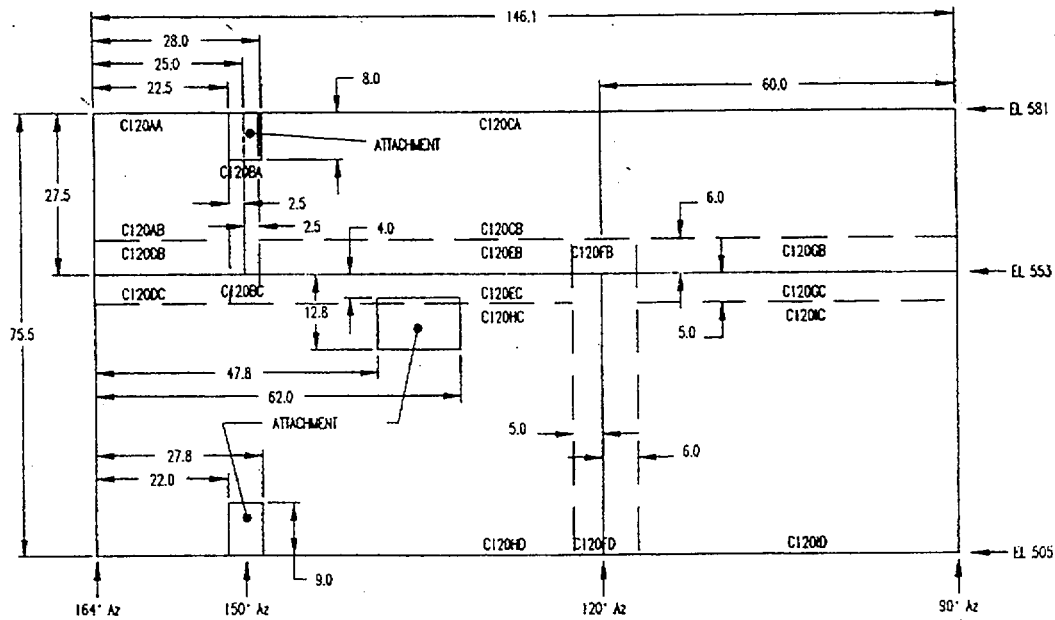 146.1
28.0
25.0
8.0
60.0
22.5
EL 581
C120AA
C120CA
ATTACHMENT
C120BA
27.5
2.5
6.0
2.5
4.0
C120AB
C120CB
C120DB
C120EB
C120FB
C120GB
EL 553
C120DC
C120BC
C120EC
C120GC
12.8
C120HC
C120IC
75.5
5.0
47.8
62.0
ATTACHMENT
5.0
27.8
6.0
22.0
C120HD
C120FD
C120ID
EL 505
9.0
164° Az
150° Az
120° Az
90° Az